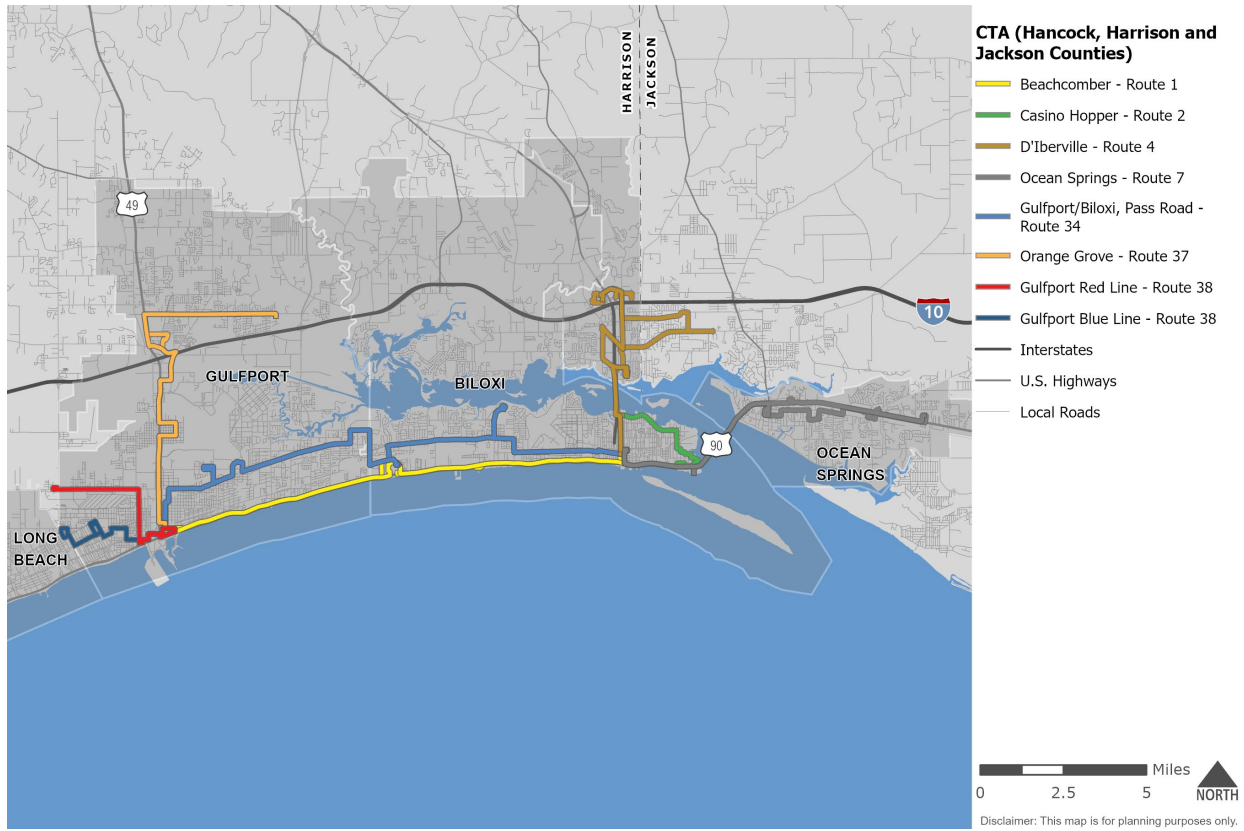 HARRISON
JACKSON
49
10
GULFPORT
BILOXI
90
OCEAN
SPRINGS
LONG
BEACH
CTA (Hancock, Harrison and
Jackson Counties)
Beachcomber - Route 1
Casino Hopper - Route 2
D'Iberville - Route 4
Ocean Springs - Route 7
Gulfport/Biloxi, Pass Road -
Route 34
Orange Grove - Route 37
Gulfport Red Line - Route 38
Gulfport Blue Line - Route 38
Interstates
U.S. Highways
Local Roads
Miles
0 2.5 5
NORTH
Disclaimer: This map is for planning purposes only.